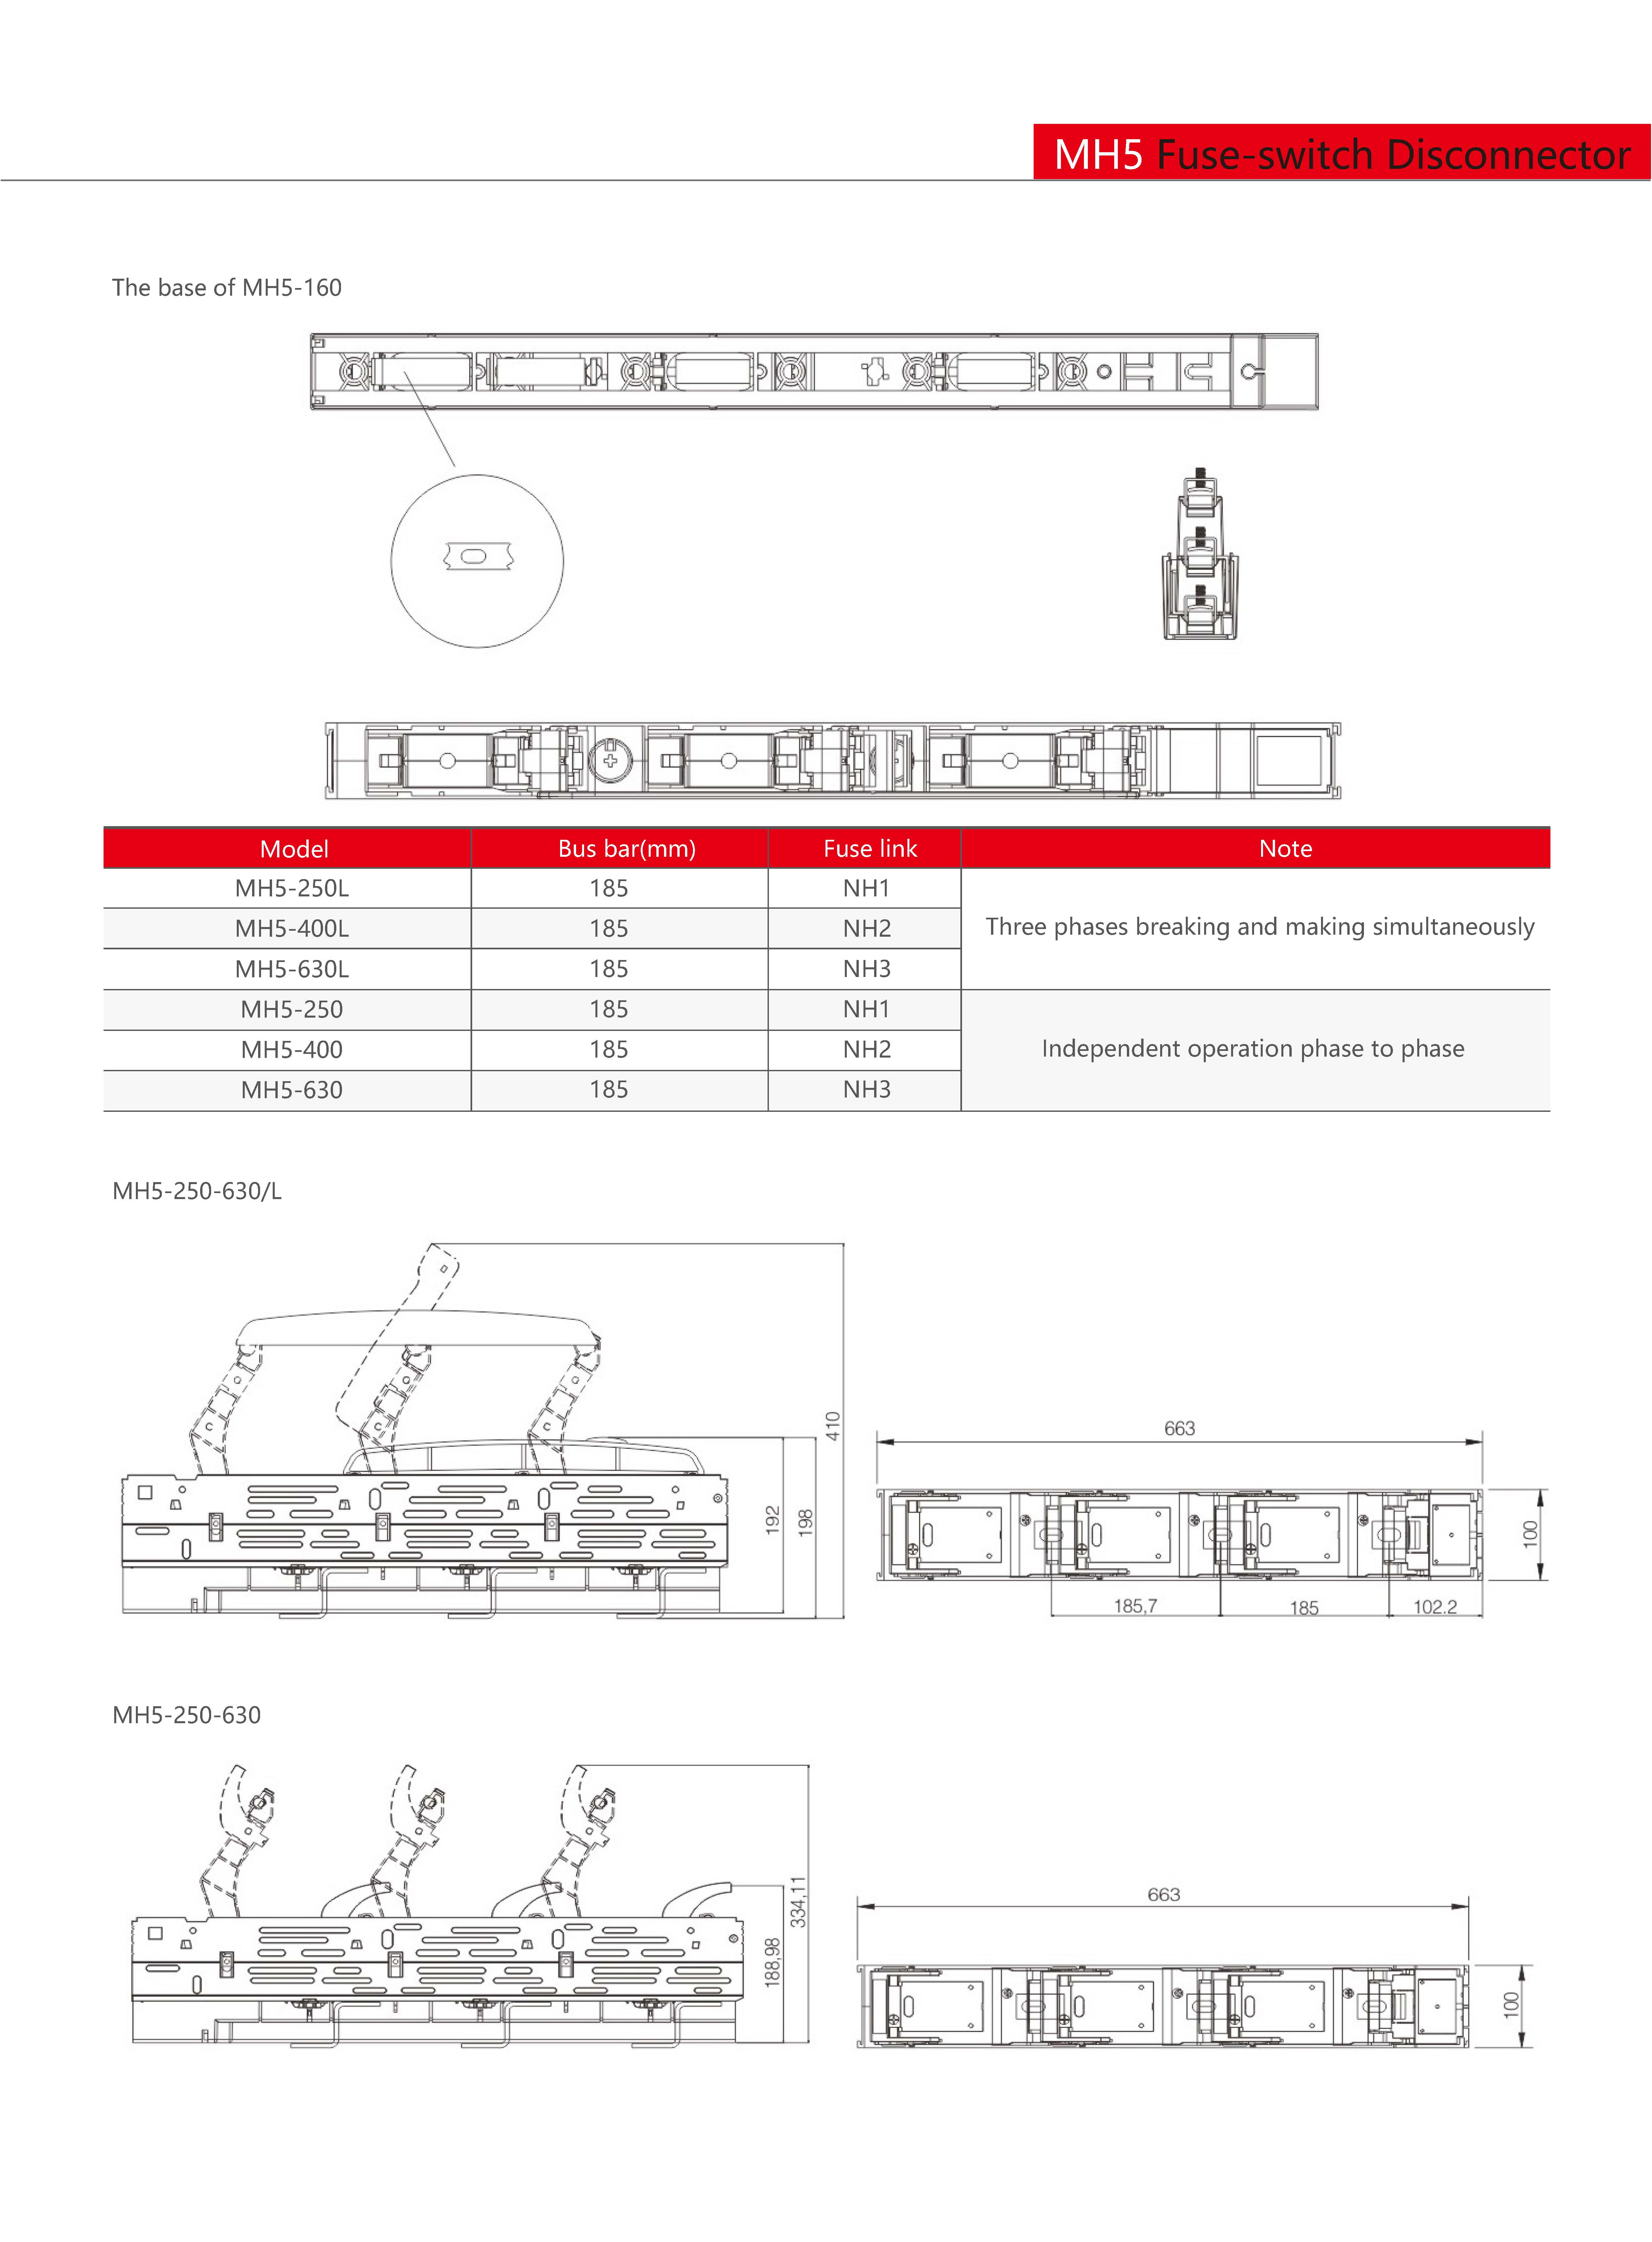 MH5 Fuse-switch Disconnector
The base of MH5-160
Model Bus bar(mm) Fuse link Note
MH5-250L 185 NH1
MH5-400L 185 NH2 Three phases breaking and making simultaneously
MH5-630L 185 NH3
MH5-250 185 NH1
MH5-400 185 NH2 Independent operation phase to phase
MH5-630 185 NH3
MH5-250-630/L
410
192
198
663
100
185,7
185
102.2
MH5-250-630
334,11
188,98
663
100